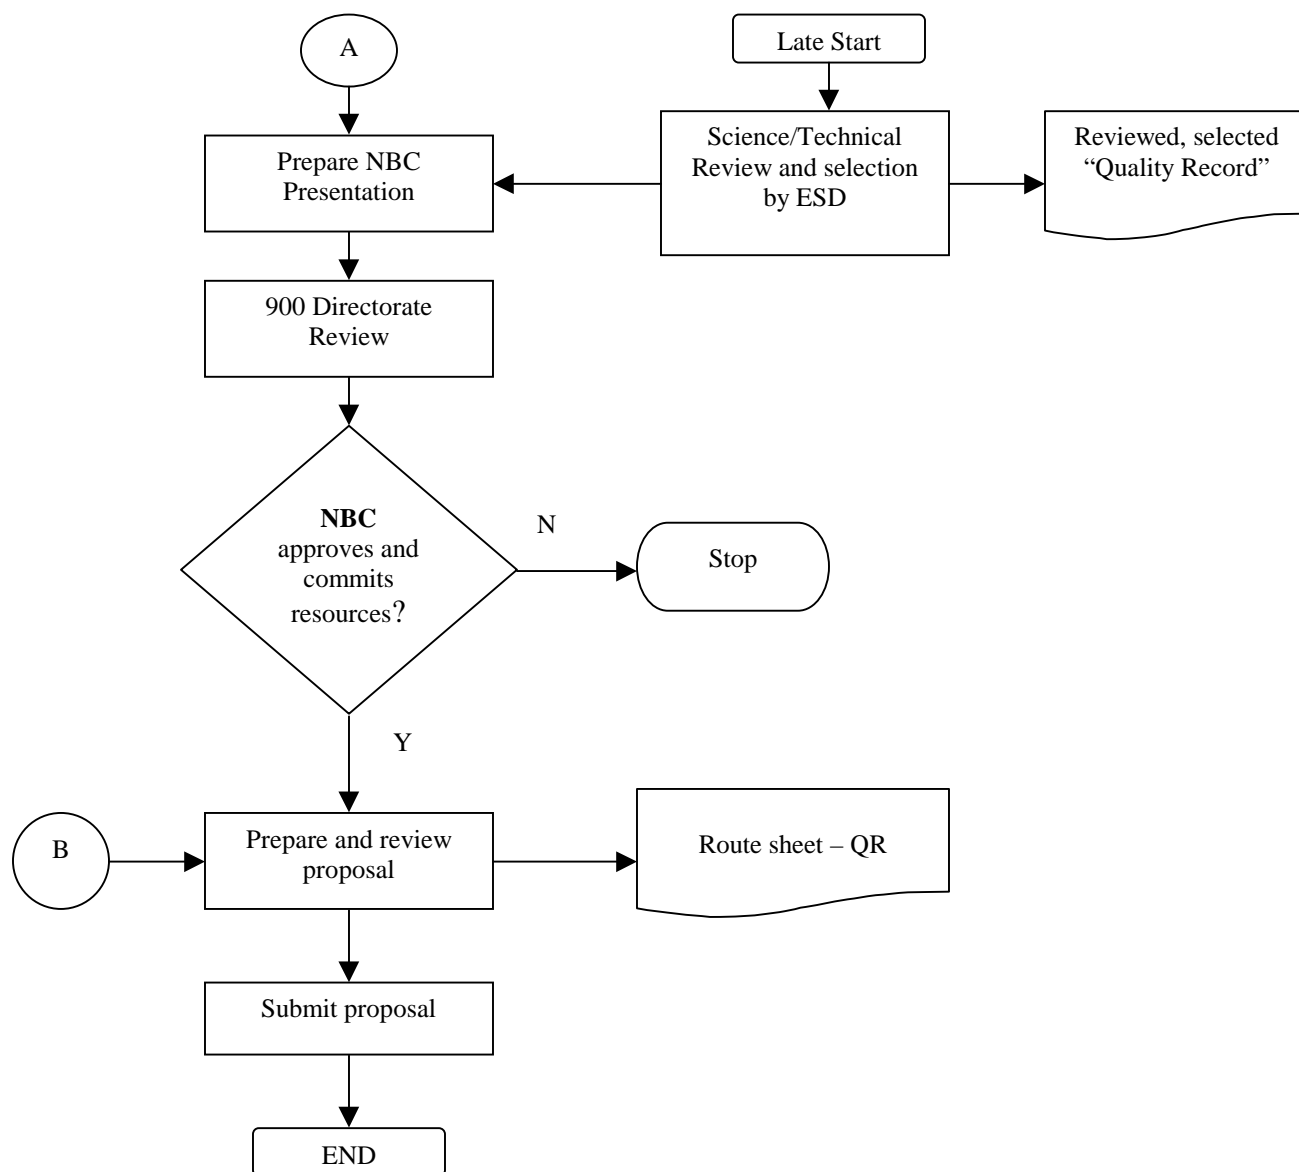 A
Late Start
Prepare NBC
Presentation
Science/Technical
Review and selection
by ESD
Reviewed, selected
“Quality Record”
900 Directorate
Review
NBC
approves and
commits
resources?
N
Stop
Y
B
Prepare and review
proposal
Route sheet – QR
Submit proposal
END